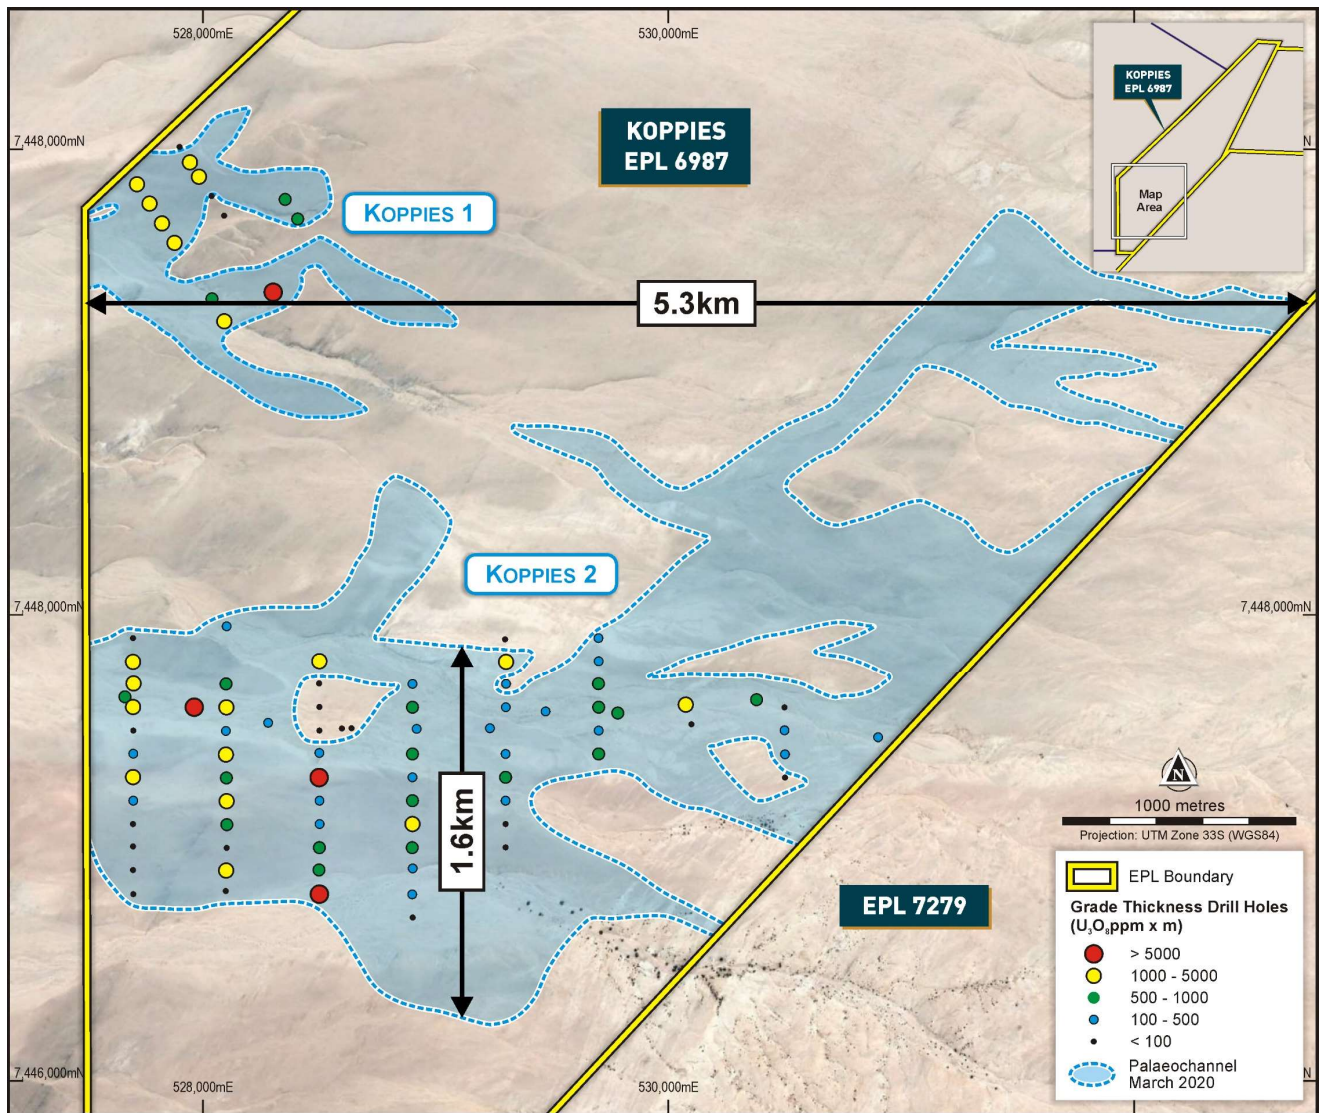 528,000mE
530,000mE
KOPPIES
EPL 6987
Map
Area
N
7,448,000mN
KOPPIES
EPL 6987
KOPPIES 1
5.3km
KOPPIES 2
7,448,000mN
7,448,000mN
1.6km
N
1000 metres
Projection: UTM Zone 33S (WGS84)
EPL 7279
EPL Boundary
Grade Thickness Drill Holes
(U₃O₈ppm x m)
> 5000
1000 - 5000
500 - 1000
100 - 500
< 100
Palaeochannel
March 2020
7,446,000mN
N
528,000mE
530,000mE